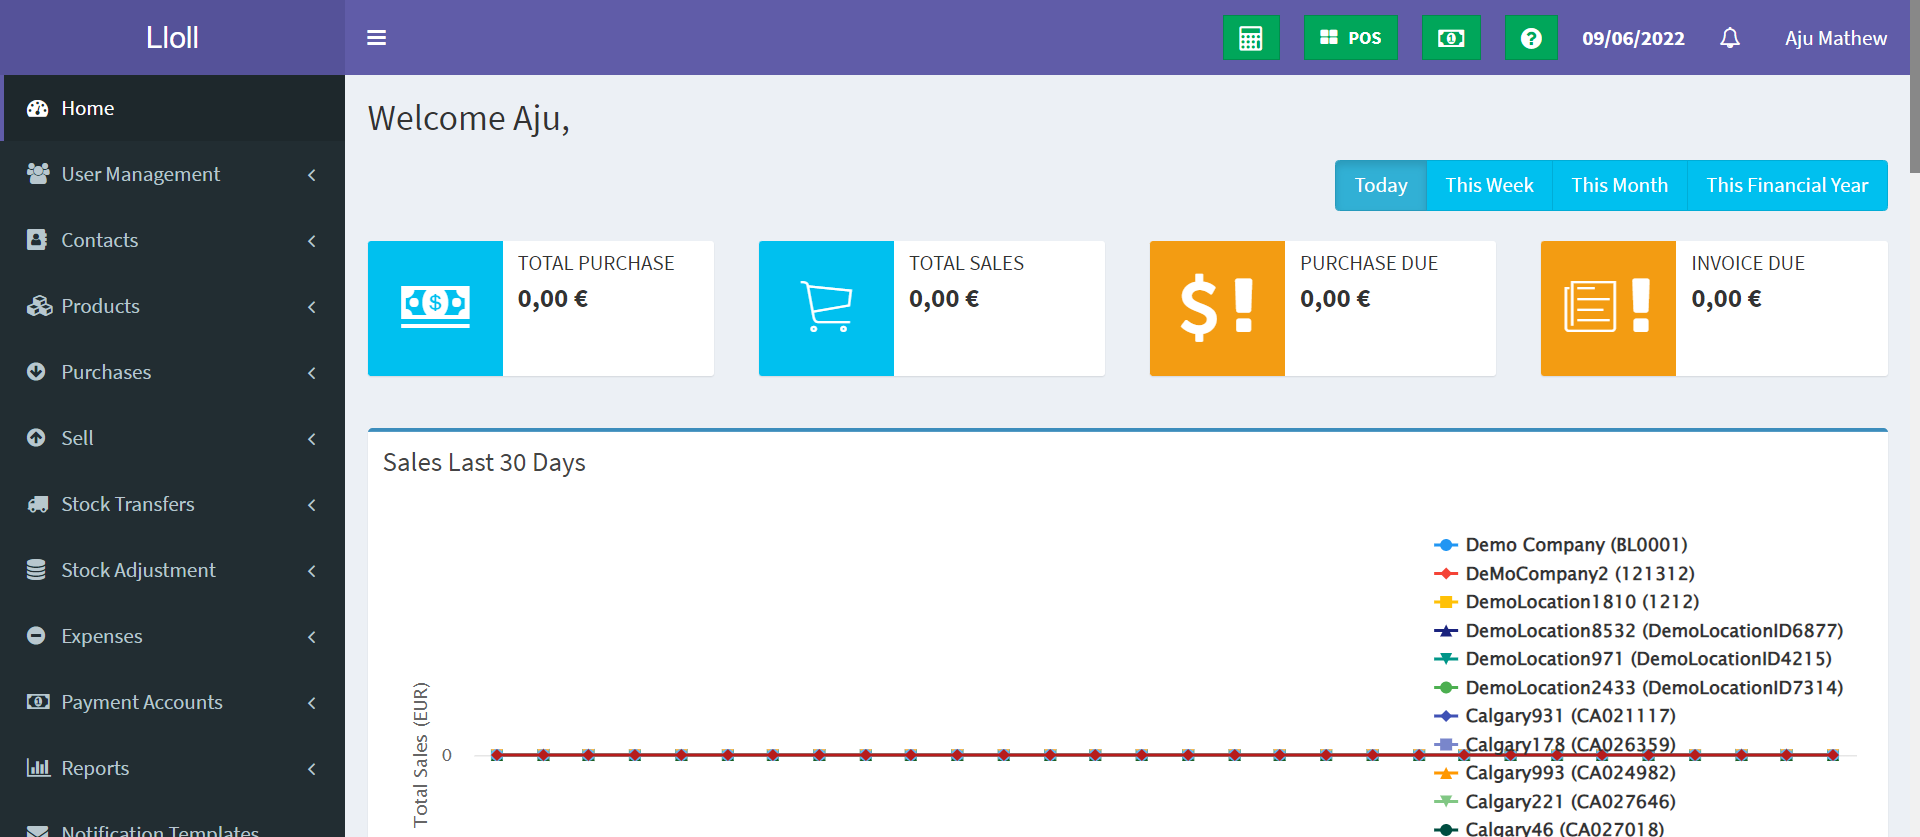 Lloll
POS
09/06/2022
Aju Mathew
Home
User Management
Contacts
Products
Purchases
Sell
Stock Transfers
Stock Adjustment
Expenses
Payment Accounts
Reports
Notification Templates
Welcome Aju,
Today
This Week
This Month
This Financial Year
TOTAL PURCHASE
0,00 €
TOTAL SALES
0,00 €
PURCHASE DUE
0,00 €
INVOICE DUE
0,00 €
Sales Last 30 Days
Total Sales (EUR)
0
Demo Company (BL0001)
DeMoCompany2 (121312)
DemoLocation1810 (1212)
DemoLocation8532 (DemoLocationID6877)
DemoLocation971 (DemoLocationID4215)
DemoLocation2433 (DemoLocationID7314)
Calgary931 (CA021117)
Calgary178 (CA026359)
Calgary993 (CA024982)
Calgary221 (CA027646)
Calgary46 (CA027018)